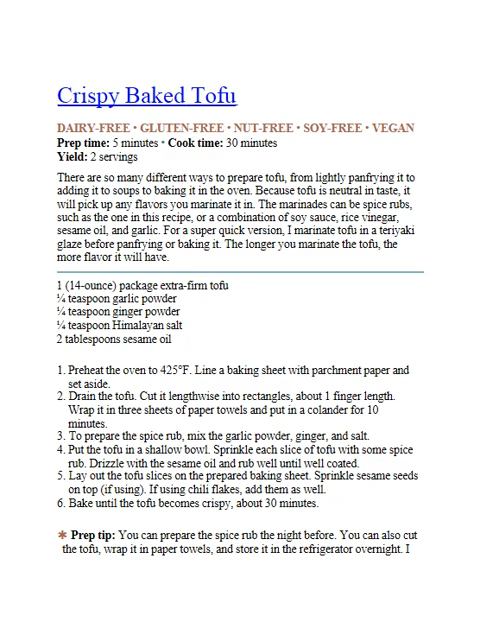 Crispy Baked Tofu
DAIRY-FREE • GLUTEN-FREE • NUT-FREE • SOY-FREE • VEGAN
Prep time: 5 minutes • Cook time: 30 minutes
Yield: 2 servings
There are so many different ways to prepare tofu, from lightly panfrying it to
adding it to soups to baking it in the oven. Because tofu is neutral in taste, it
will pick up any flavors you marinate it in. The marinades can be spice rubs,
such as the one in this recipe, or a combination of soy sauce, rice vinegar,
sesame oil, and garlic. For a super quick version, I marinate tofu in a teriyaki
glaze before panfrying or baking it. The longer you marinate the tofu, the
more flavor it will have.
1 (14-ounce) package extra-firm tofu
¼ teaspoon garlic powder
¼ teaspoon ginger powder
¼ teaspoon Himalayan salt
2 tablespoons sesame oil
1. Preheat the oven to 425°F. Line a baking sheet with parchment paper and
set aside.
2. Drain the tofu. Cut it lengthwise into rectangles, about 1 finger length.
Wrap it in three sheets of paper towels and put in a colander for 10
minutes.
3. To prepare the spice rub, mix the garlic powder, ginger, and salt.
4. Put the tofu in a shallow bowl. Sprinkle each slice of tofu with some spice
rub. Drizzle with the sesame oil and rub well until well coated.
5. Lay out the tofu slices on the prepared baking sheet. Sprinkle sesame seeds
on top (if using). If using chili flakes, add them as well.
6. Bake until the tofu becomes crispy, about 30 minutes.
✱ Prep tip: You can prepare the spice rub the night before. You can also cut
the tofu, wrap it in paper towels, and store it in the refrigerator overnight. I